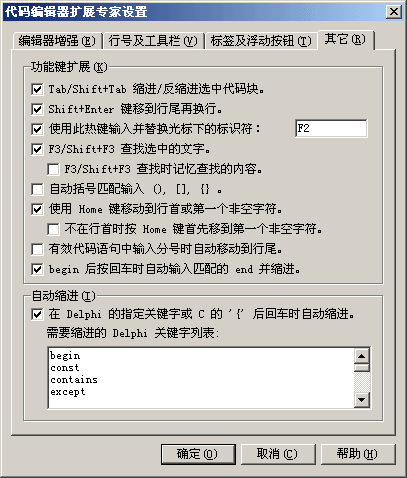 代码编辑器扩展专家设置
编辑器增强(E) 行号及工具栏(V) 标签及浮动按钮(T) 其它(R)
功能键扩展(K)
Tab/Shift+Tab 缩进/反缩进选中代码块。
Shift+Enter 键移到行尾再换行。
使用此热键输入并替换光标下的标识符： F2
F3/Shift+F3 查找选中的文字。
F3/Shift+F3 查找时记忆查找的内容。
自动括号匹配输入 (), [], {} 。
使用 Home 键移动到行首或第一个非空字符。
不在行首时按 Home 键首先移到第一个非空字符。
有效代码语句中输入分号时自动移动到行尾。
begin 后按回车时自动输入匹配的 end 并缩进。
自动缩进(I)
在 Delphi 的指定关键字或 C 的 '{' 后回车时自动缩进。
需要缩进的 Delphi 关键字列表:
begin
const
contains
except
确定(O) 取消(C) 帮助(H)